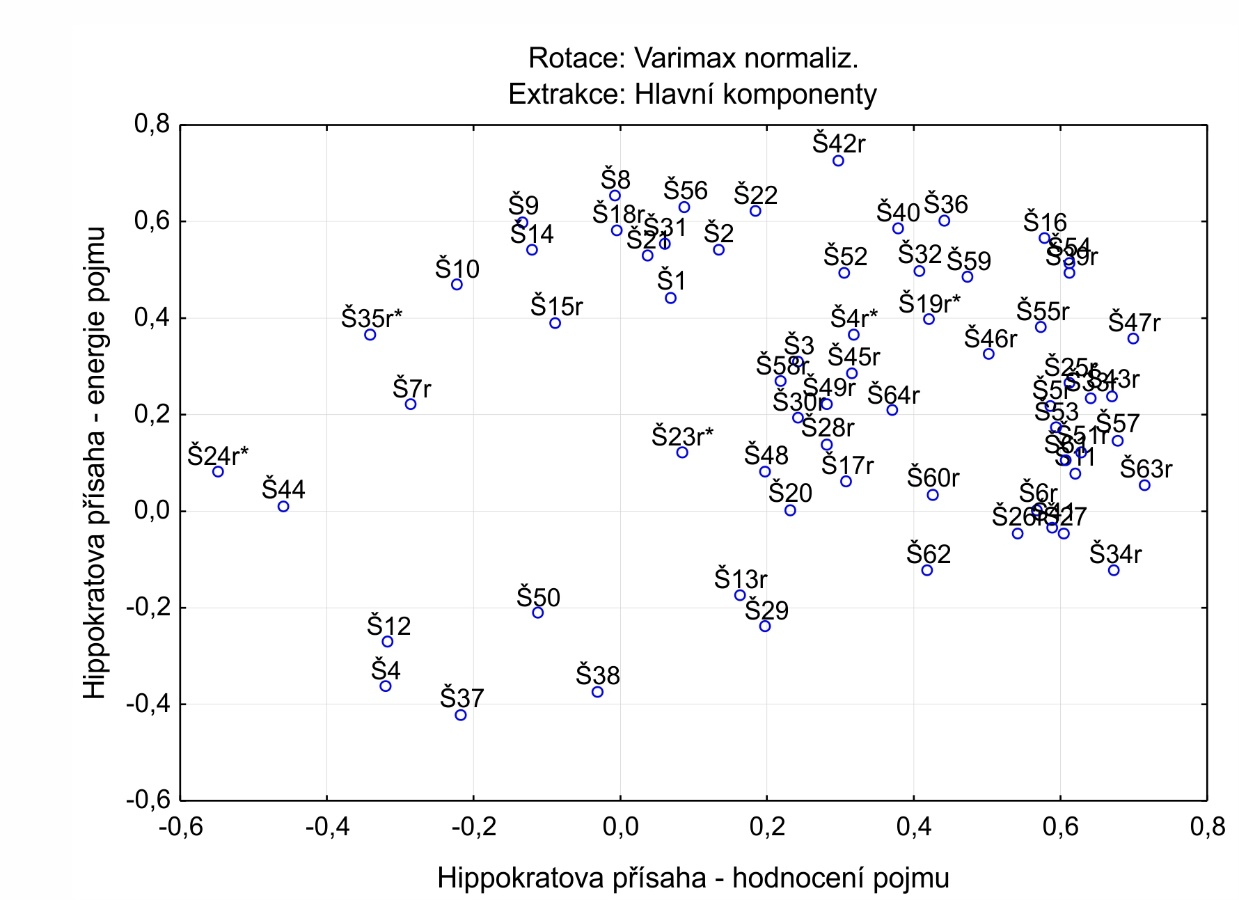 Rotace: Varimax normaliz.
Extrakce: Hlavní komponenty
0,8
Š42r
Š8
Š56
Š22
Š9
Š18r
Š31
Š40
Š36
Š16
0,6
Š14
Š21
Š2
Š54
Š52
Š32
Š59
Š10
Š1
0,4
Š35r*
Š15r
Š4r*
Š19r*
Š55r
Š47r
Š3
Š45r
Š46r
Š58r
Š25r
Š43r
Š7r
Š49r
Š64r
Š5r
0,2
Š30r
Š28r
Š53
Š57
Š24r*
Š23r*
Š48
Š17r
Š51r
Š63r
Š44
Š20
Š60r
Š6r
0,0
Š26r
Š27
Š62
Š34r
Š13r
-0,2
Š50
Š29
Š12
Š4
Š38
-0,4
Š37
-0,6
-0,6 -0,4 -0,2 0,0 0,2 0,4 0,6 0,8
Hippokratova přísaha - hodnocení pojmu
Hippokratova přísaha - energie pojmu